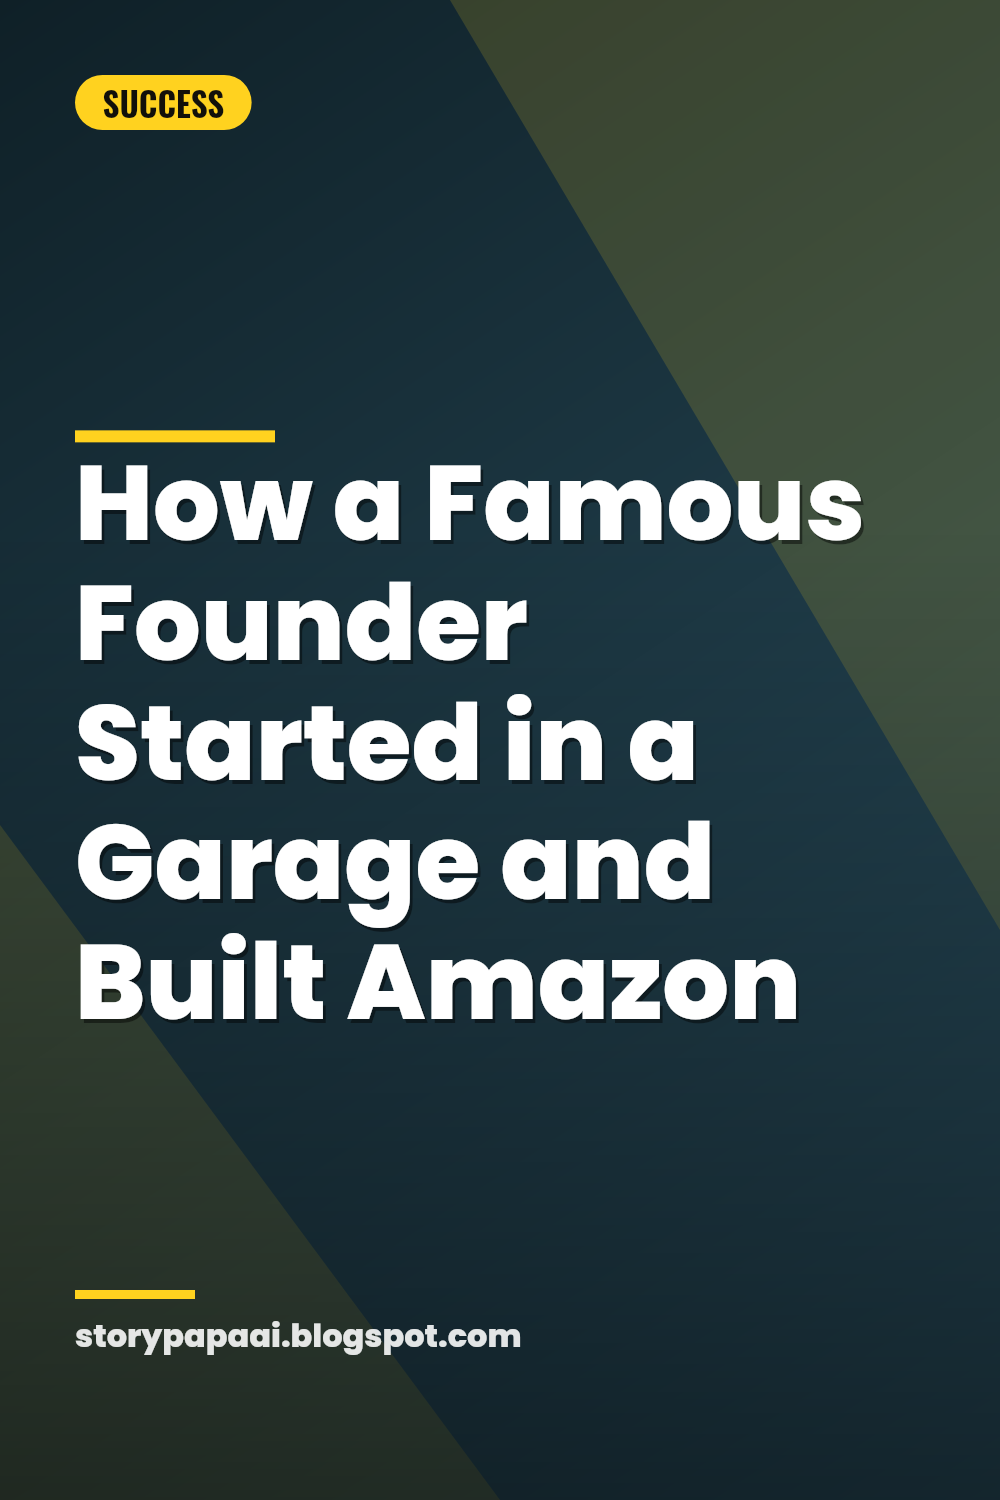 SUCCESS
How a Famous
Founder
Started in a
Garage and
Built Amazon
storypapaai.blogspot.com